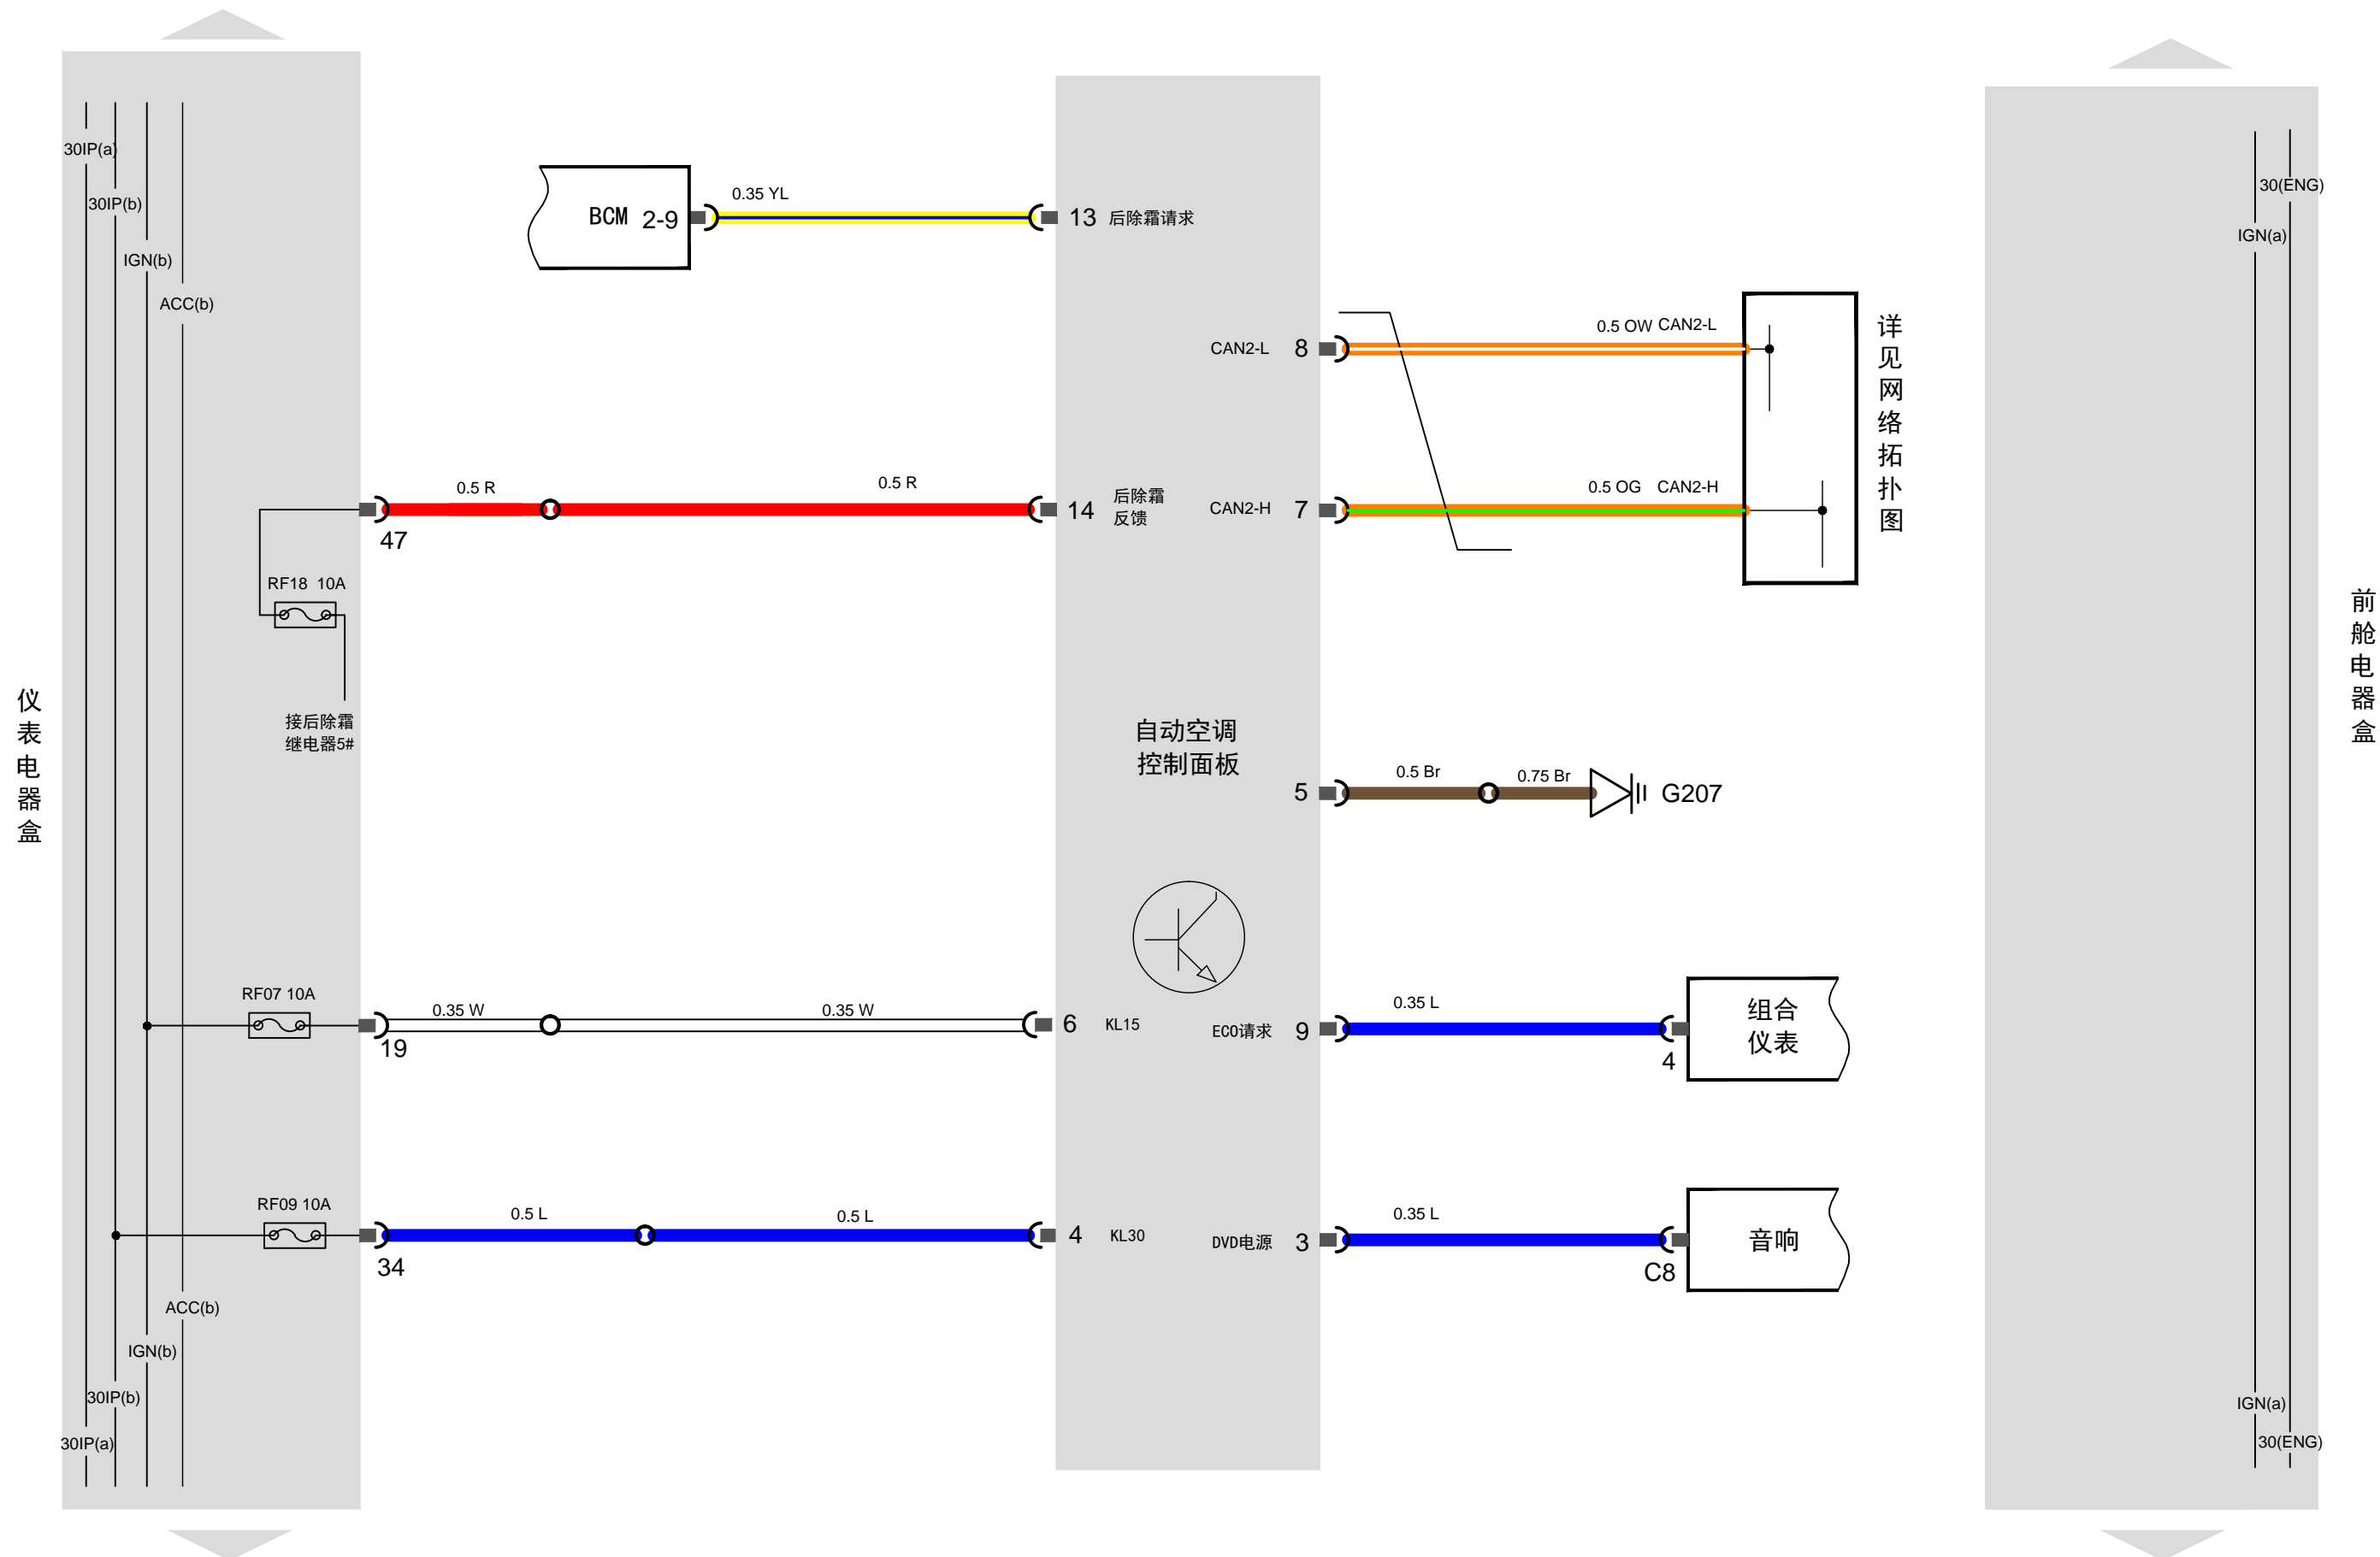 仪表电器盒
30IP(a)
30IP(b)
IGN(b)
ACC(b)
RF18 10A
接后除霜
继电器5#
RF07 10A
RF09 10A
ACC(b)
IGN(b)
30IP(b)
30IP(a)
BCM 2-9
0.35 YL
13 后除霜请求
47
0.5 R
0.5 R
14
后除霜
反馈
19
0.35 W
0.35 W
6 KL15
34
0.5 L
0.5 L
4 KL30
自动空调
控制面板
CAN2-L 8
0.5 OW CAN2-L
CAN2-H 7
0.5 OG CAN2-H
详见网络拓扑图
5
0.5 Br
0.75 Br
G207
ECO请求 9
0.35 L
4
组合
仪表
DVD电源 3
0.35 L
C8
音响
30(ENG)
IGN(a)
IGN(a)
30(ENG)
前舱电器盒